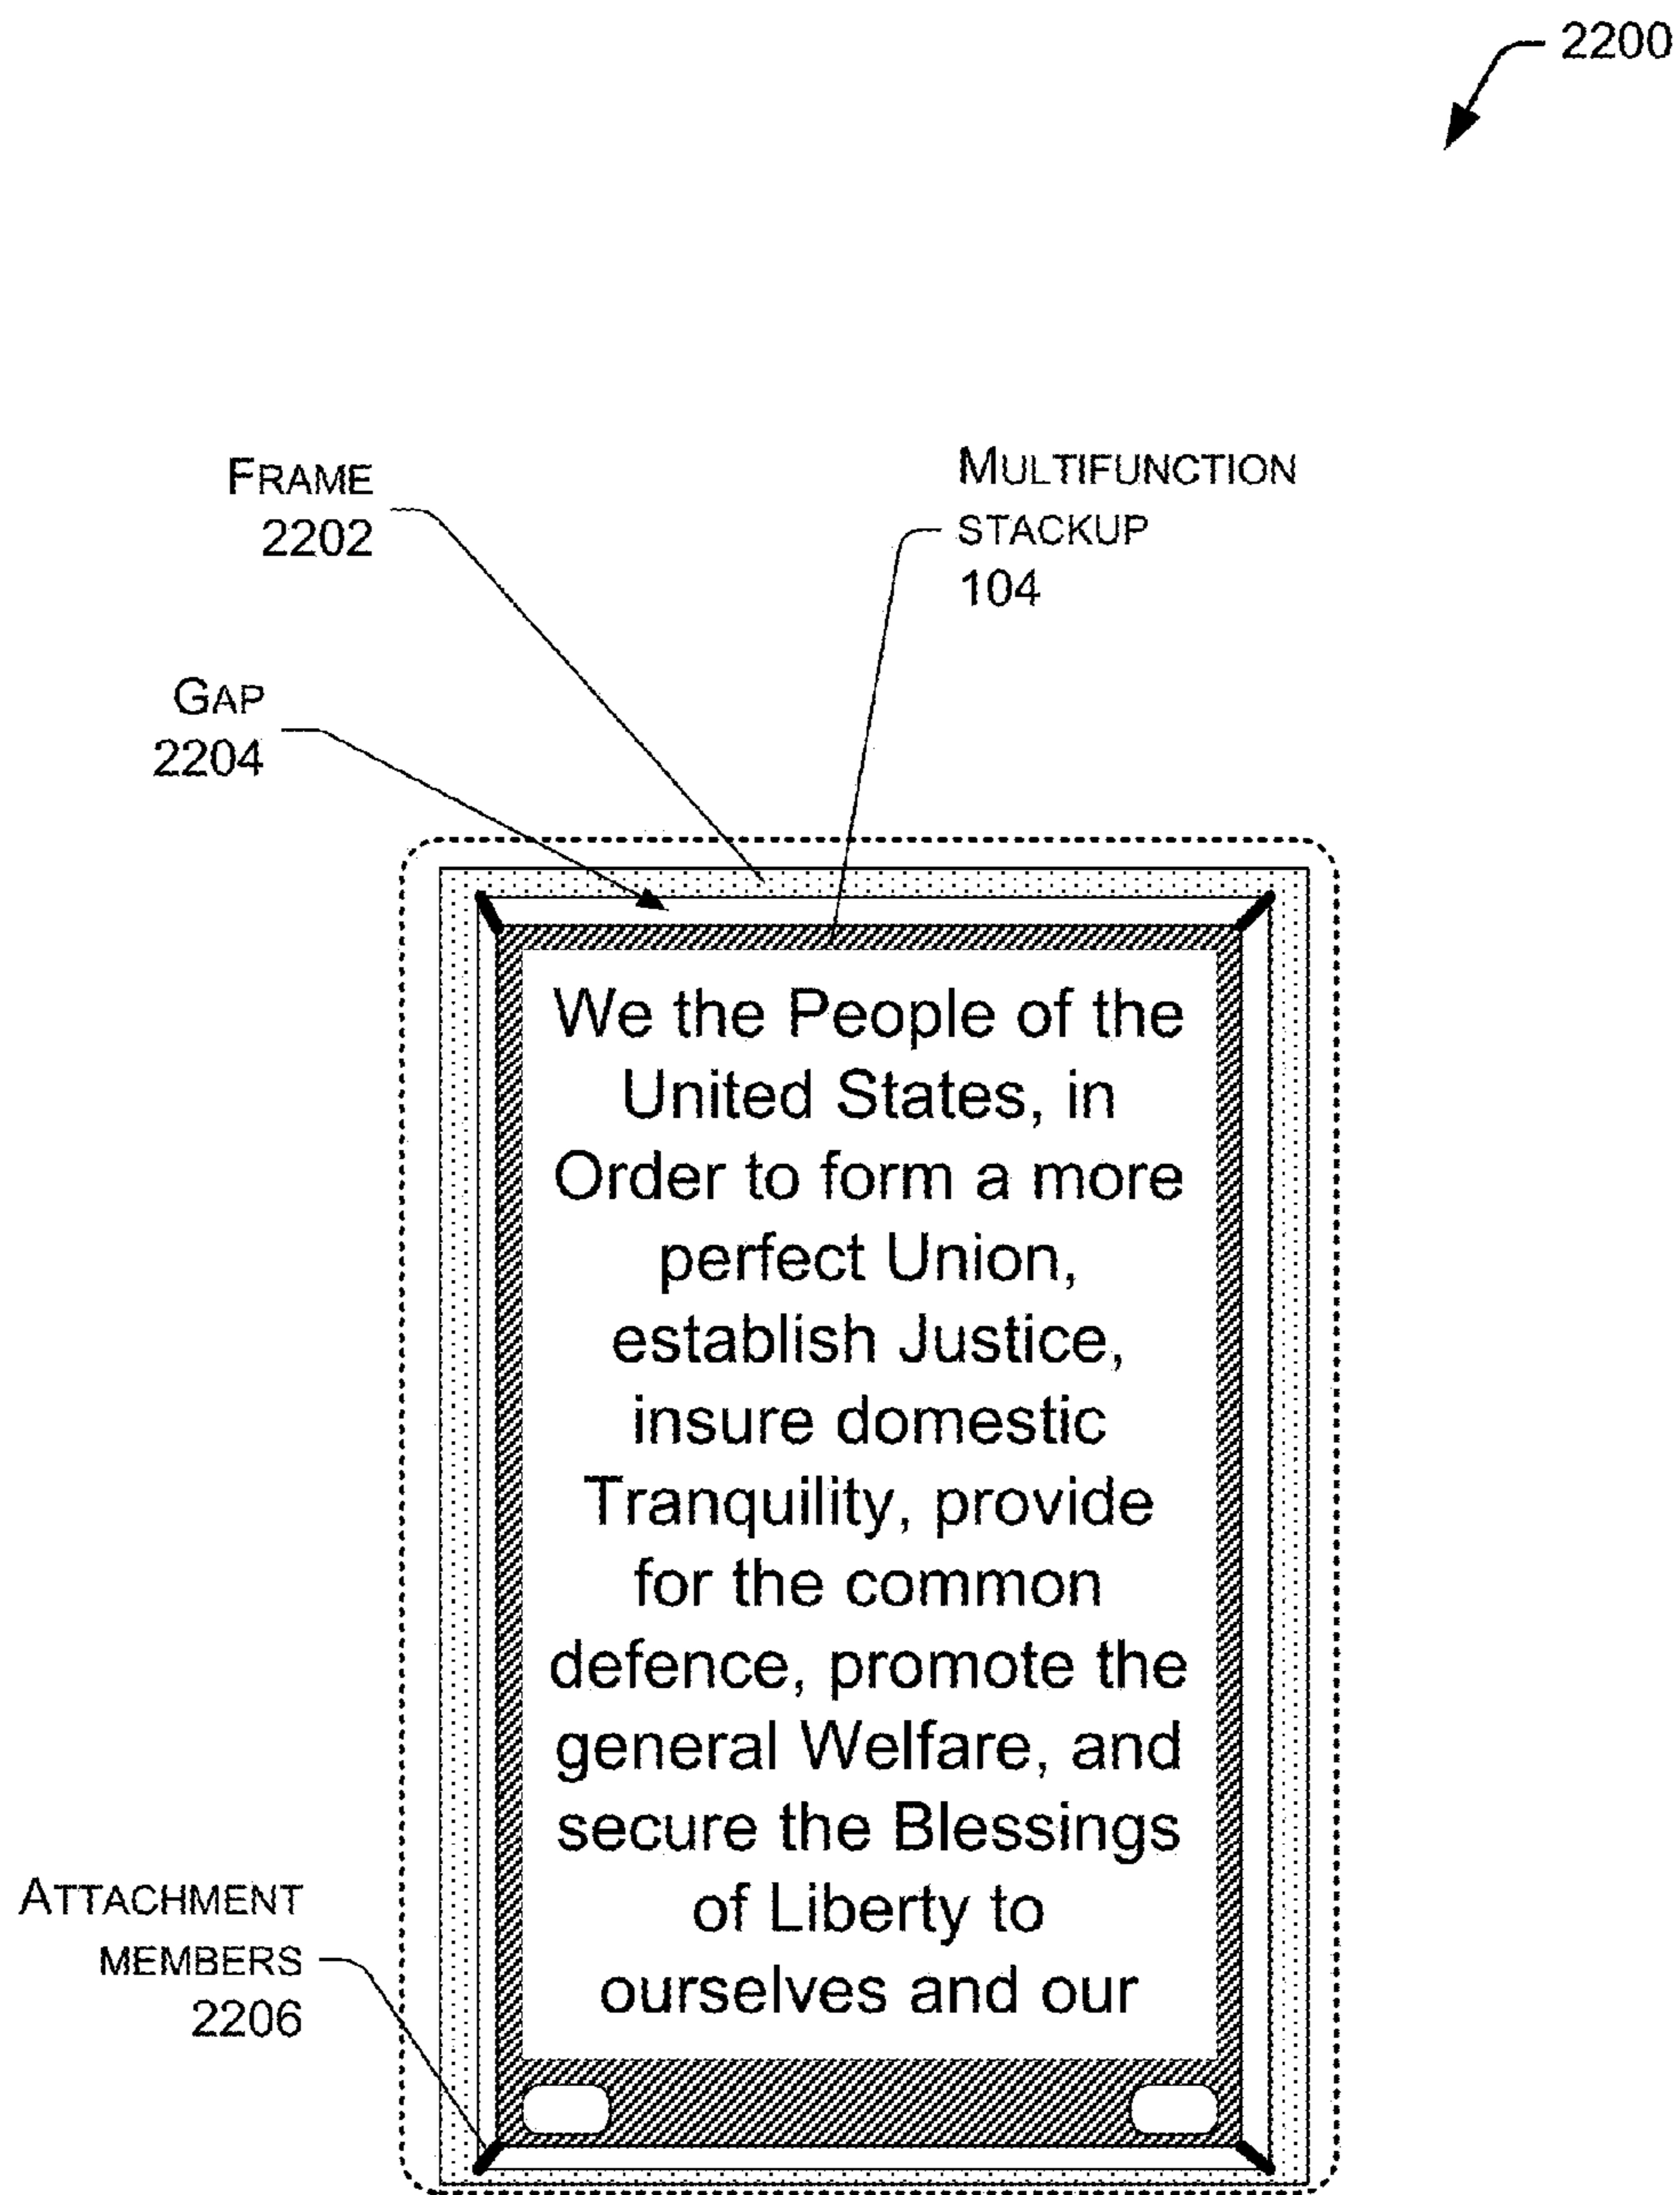 2200
FRAME
2202
MULTIFUNCTION
STACKUP
104
GAP
2204
We the People of the
United States, in
Order to form a more
perfect Union,
establish Justice,
insure domestic
Tranquility, provide
for the common
defence, promote the
general Welfare, and
secure the Blessings
of Liberty to
ourselves and our
ATTACHMENT
MEMBERS
2206